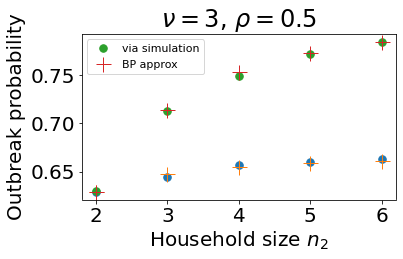 ν = 3, ρ = 0.5
via simulation
BP approx
Outbreak probability
0.75
0.70
0.65
2 3 4 5 6
Household size n₂